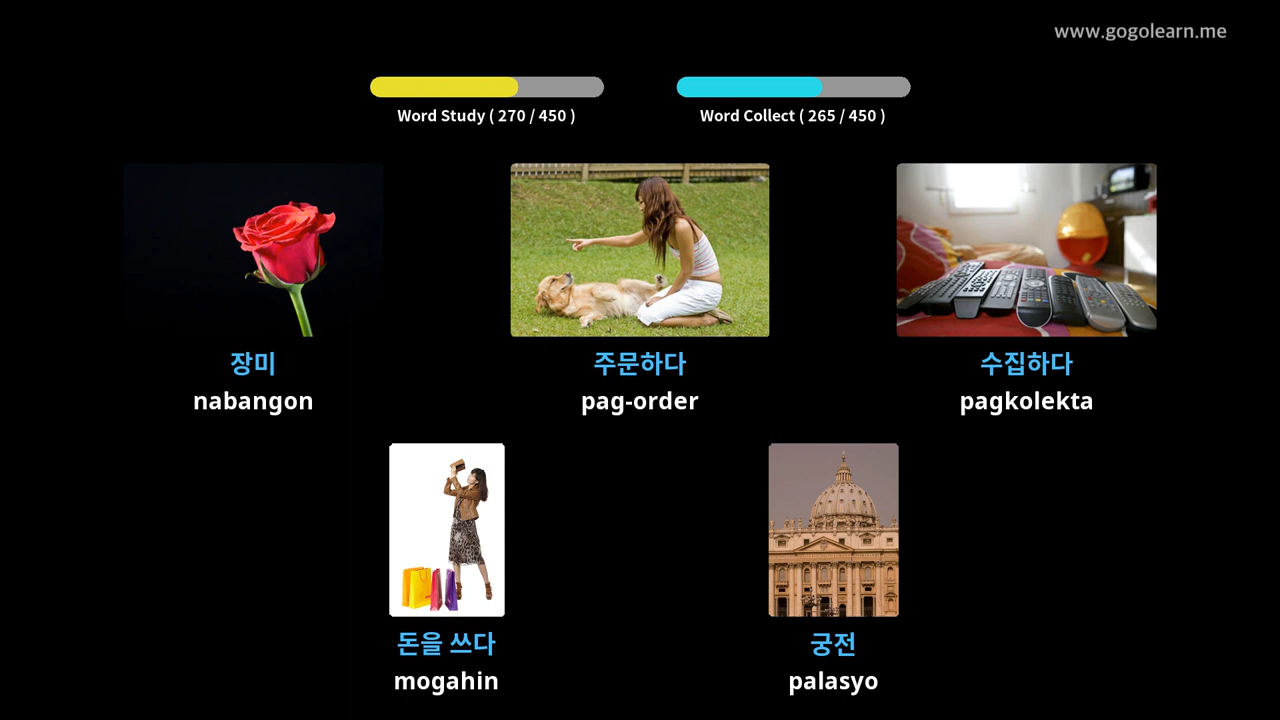 www.gogolearn.me
Word Study ( 270 / 450 )
Word Collect ( 265 / 450 )
장미
nabangon
주문하다
pag-order
수집하다
pagkolekta
돈을 쓰다
mogahin
궁전
palasyo